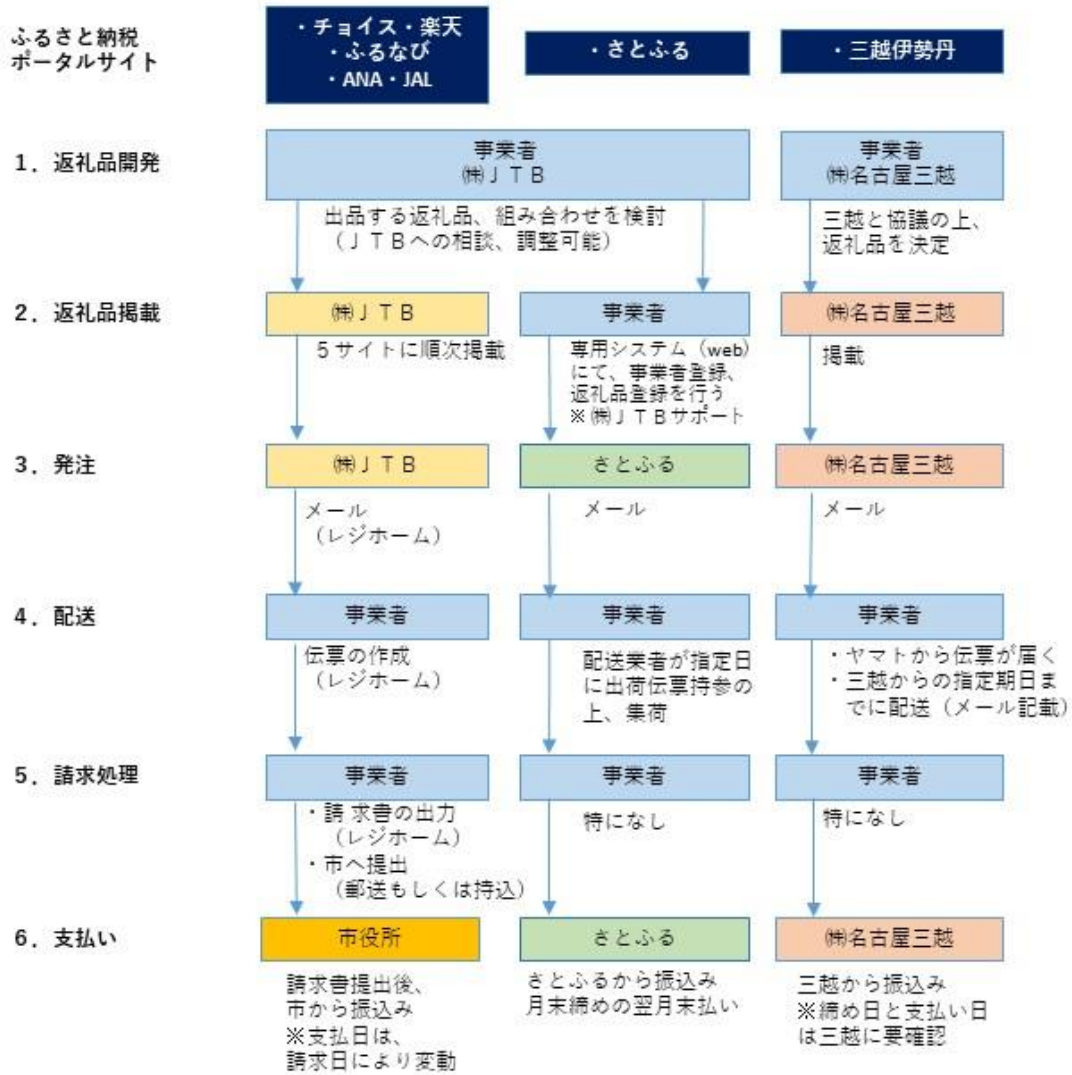 ふるさと納税
ポータルサイト
・チョイス・楽天
・ふるなび
・ANA・JAL
・さとふる
・三越伊勢丹
1．返礼品開発
事業者
㈱ＪＴＢ
事業者
㈱名古屋三越
出品する返礼品、組み合わせを検討
（ＪＴＢへの相談、調整可能）
三越と協議の上、
返礼品を決定
2．返礼品掲載
㈱ＪＴＢ
事業者
㈱名古屋三越
５サイトに順次掲載
専用システム（web）
にて、事業者登録、
返礼品登録を行う
※㈱ＪＴＢサポート
掲載
3．発注
㈱ＪＴＢ
さとふる
㈱名古屋三越
メール
（レジホーム）
メール
メール
4．配送
事業者
事業者
事業者
伝票の作成
（レジホーム）
配送業者が指定日
に出荷伝票持参の
上、集荷
・ヤマトから伝票が届く
・三越からの指定期日ま
でに配送（メール記載）
5．請求処理
事業者
事業者
事業者
・請 求書の出力
（レジホーム）
・市へ提出
（郵送もしくは持込）
特になし
特になし
6．支払い
市役所
さとふる
㈱名古屋三越
請求書提出後、
市から振込み
※支払日は、
請求日により変動
さとふるから振込み
月末締めの翌月末払い
三越から振込み
※締め日と支払い日
は三越に要確認